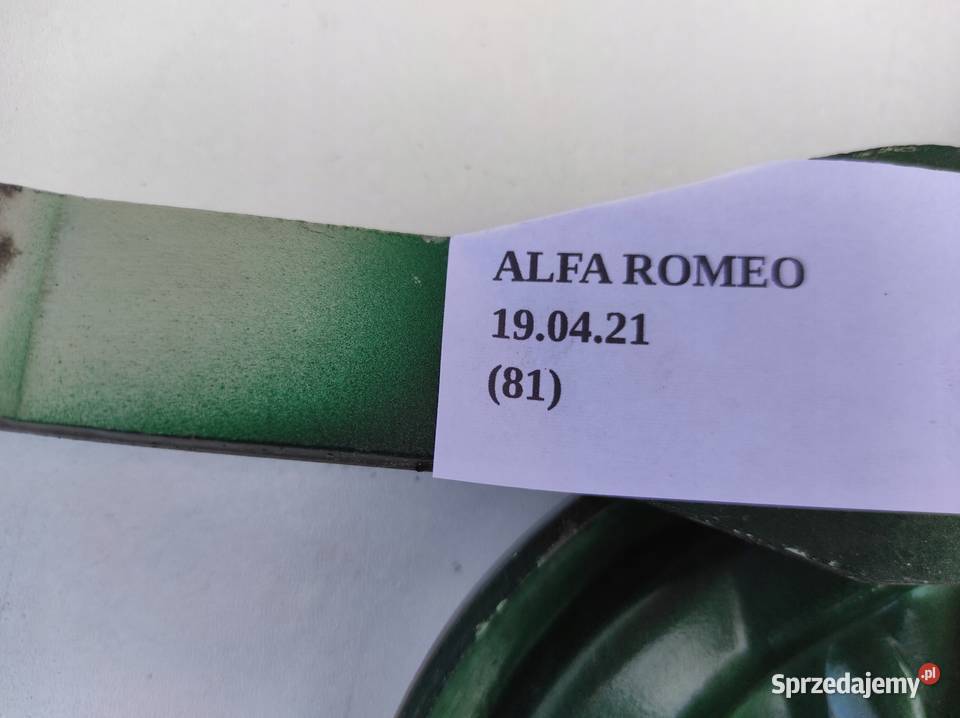 ALFA ROMEO
19.04.21
(81)
Sprzedajemy.pl